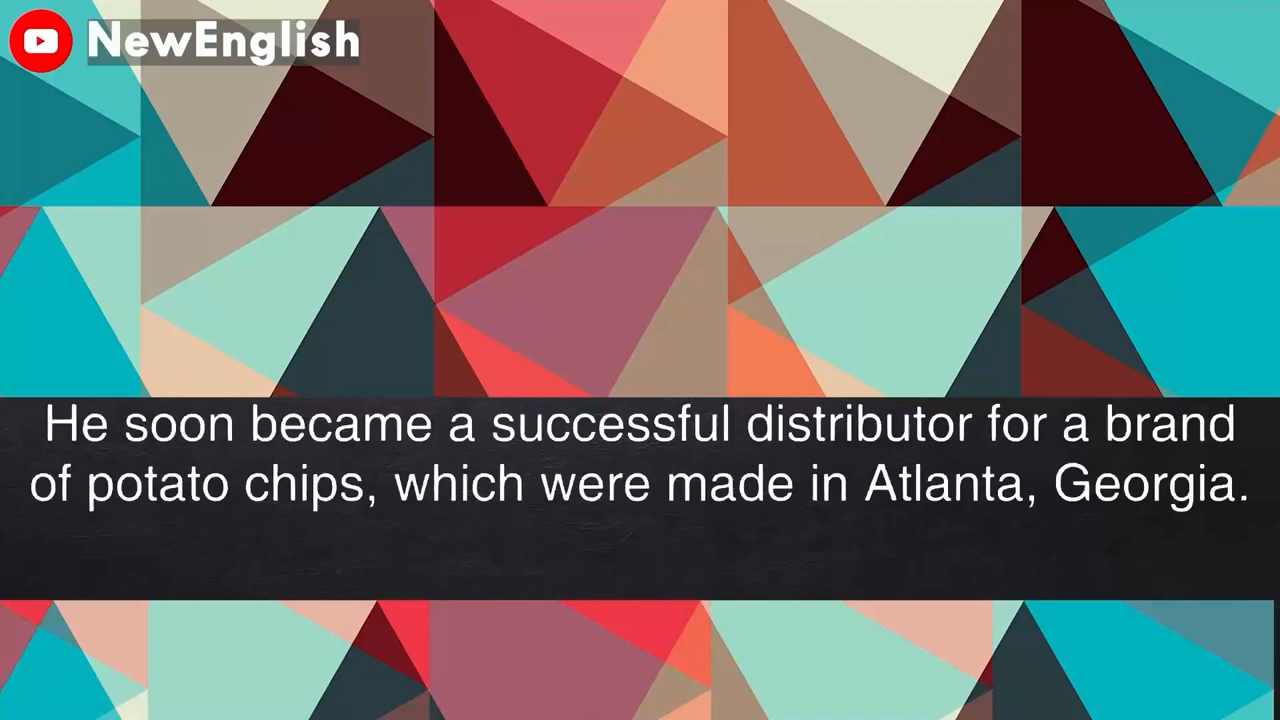 NewEnglish
He soon became a successful distributor for a brand
of potato chips, which were made in Atlanta, Georgia.